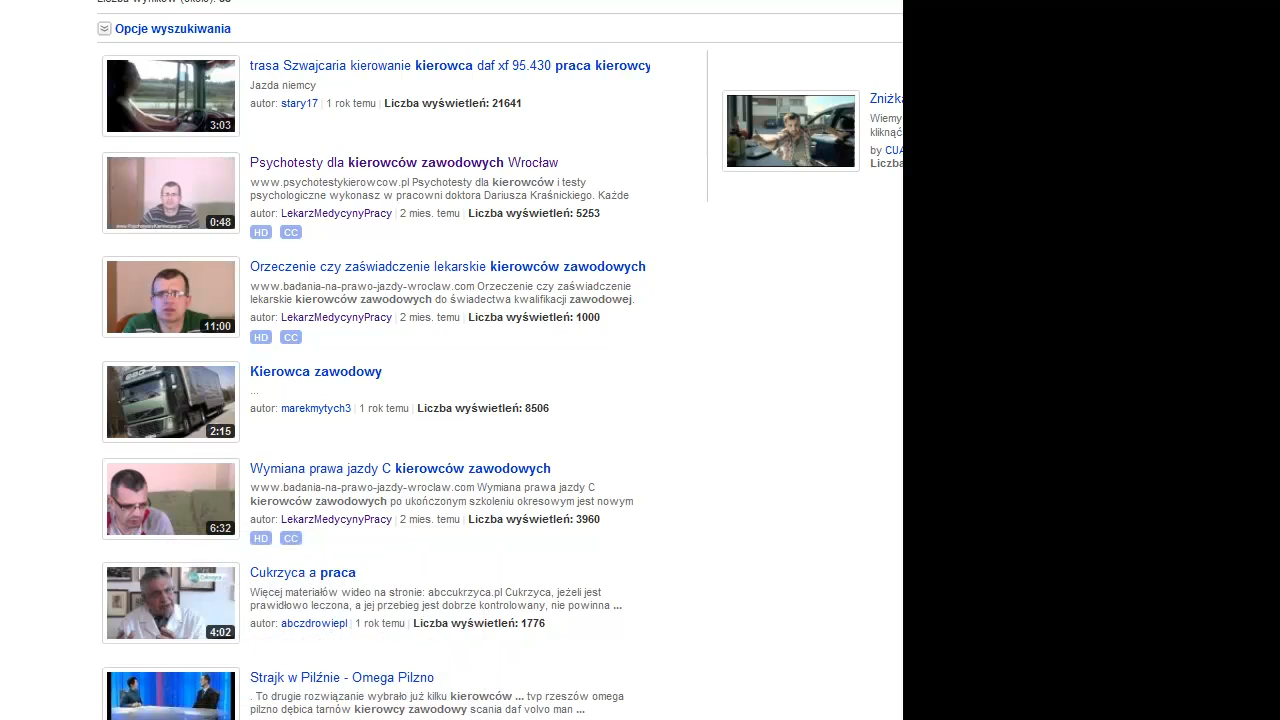 Opcje wyszukiwania
3:03
trasa Szwajcaria kierowanie kierowca daf xf 95.430 praca kierowcy
Jazda niemcy
autor: stary17 | 1 rok temu | Liczba wyświetleń: 21641
0:48
Psychotesty dla kierowców zawodowych Wrocław
www.psychotestykierowcow.pl Psychotesty dla kierowców i testy
psychologiczne wykonasz w pracowni doktora Dariusza Kraśnickiego. Każde
autor: LekarzMedycynyPracy | 2 mies. temu | Liczba wyświetleń: 5253
HD CC
11:00
Orzeczenie czy zaświadczenie lekarskie kierowców zawodowych
www.badania-na-prawo-jazdy-wroclaw.com Orzeczenie czy zaświadczenie
lekarskie kierowców zawodowych do świadectwa kwalifikacji zawodowej.
autor: LekarzMedycynyPracy | 2 mies. temu | Liczba wyświetleń: 1000
HD CC
2:15
Kierowca zawodowy
...
autor: marekmytych3 | 1 rok temu | Liczba wyświetleń: 8506
6:32
Wymiana prawa jazdy C kierowców zawodowych
www.badania-na-prawo-jazdy-wroclaw.com Wymiana prawa jazdy C
kierowców zawodowych po ukończonym szkoleniu okresowym jest nowym
autor: LekarzMedycynyPracy | 2 mies. temu | Liczba wyświetleń: 3960
HD CC
4:02
Cukrzyca a praca
Więcej materiałów wideo na stronie: abccukrzyca.pl Cukrzyca, jeżeli jest
prawidłowo leczona, a jej przebieg jest dobrze kontrolowany, nie powinna ...
autor: abczdrowiepl | 1 rok temu | Liczba wyświetleń: 1776
Strajk w Pilźnie - Omega Pilzno
. To drugie rozwiązanie wybrało już kilku kierowców ... tvp rzeszów omega
pilzno dębica tarnów kierowcy zawodowy scania daf volvo man ...
Zniżka
Wiemy
kliknąć
by CUA
Liczba